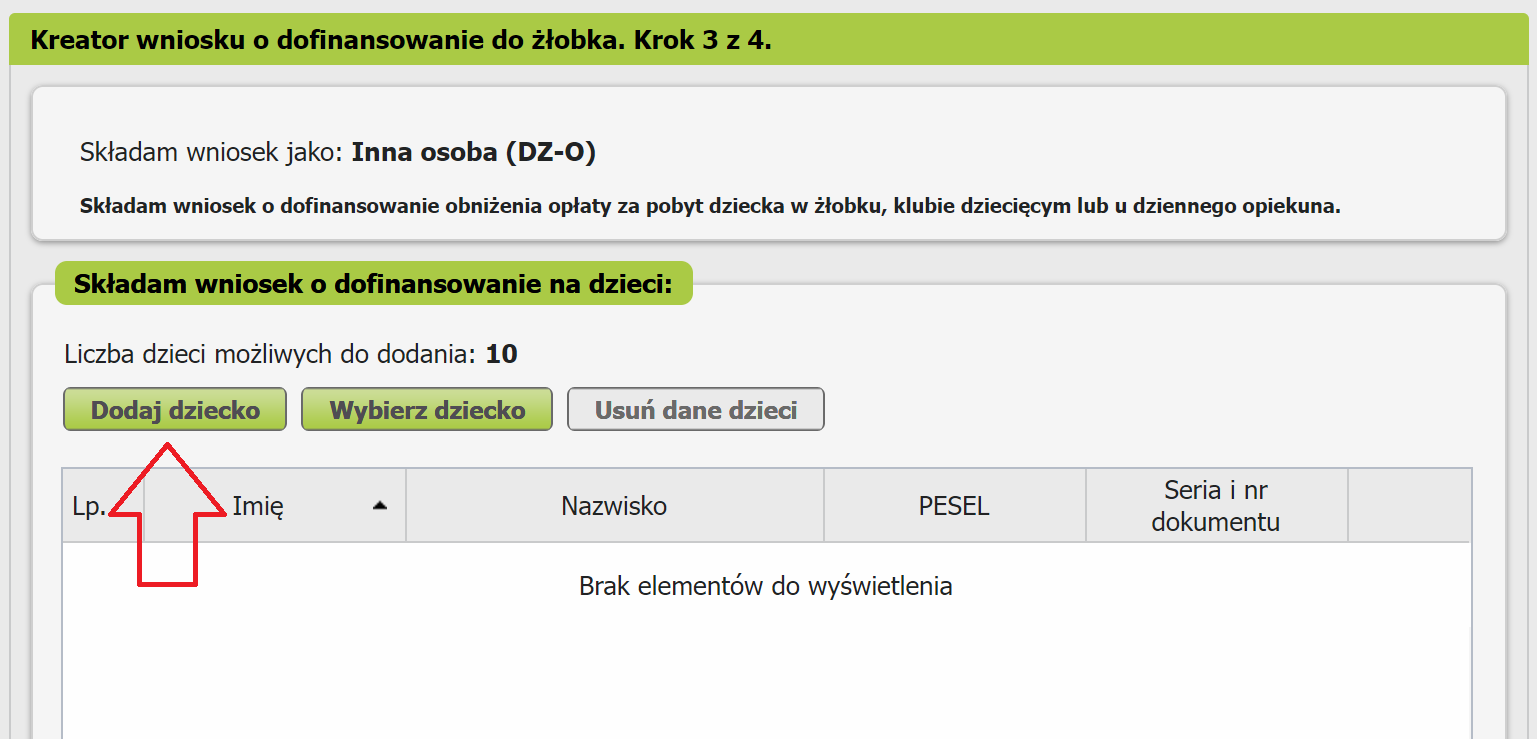 Kreator wniosku o dofinansowanie do żłobka. Krok 3 z 4.
Składam wniosek jako: Inna osoba (DZ-O)
Składam wniosek o dofinansowanie obniżenia opłaty za pobyt dziecka w żłobku, klubie dziecięcym lub u dziennego opiekuna.
Składam wniosek o dofinansowanie na dzieci:
Liczba dzieci możliwych do dodania: 10
Dodaj dziecko Wybierz dziecko Usuń dane dzieci
Lp. Imię Nazwisko PESEL Seria i nr
dokumentu
Brak elementów do wyświetlenia